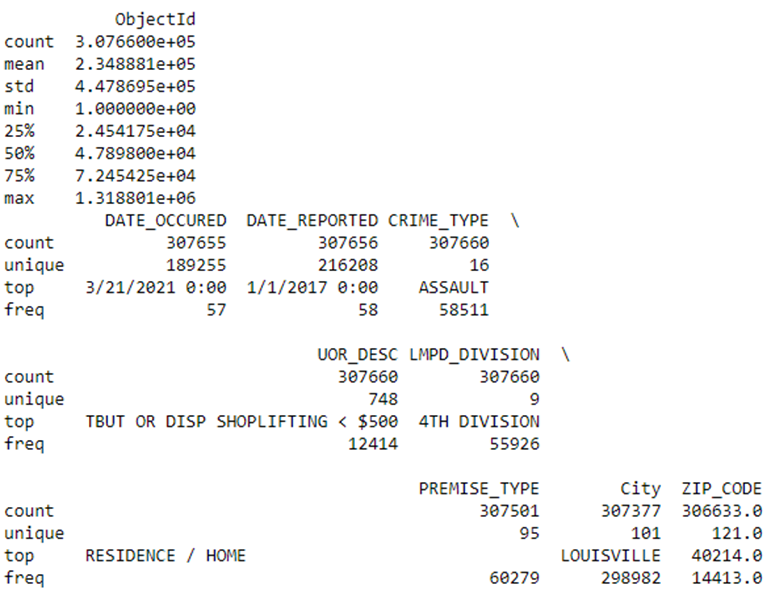 ObjectId
count 3.076600e+05
mean 2.348881e+05
std 4.478695e+05
min 1.000000e+00
25% 2.454175e+04
50% 4.789800e+04
75% 7.245425e+04
max 1.318801e+06
DATE_OCCURED DATE_REPORTED CRIME_TYPE \
count 307655 307656 307660
unique 189255 216208 16
top 3/21/2021 0:00 1/1/2017 0:00 ASSAULT
freq 57 58 58511
UOR_DESC LMPD_DIVISION \
count 307660 307660
unique 748 9
top TBUT OR DISP SHOPLIFTING < $500 4TH DIVISION
freq 12414 55926
PREMISE_TYPE City ZIP_CODE
count 307501 307377 306633.0
unique 95 101 121.0
top RESIDENCE / HOME LOUISVILLE 40214.0
freq 60279 298982 14413.0